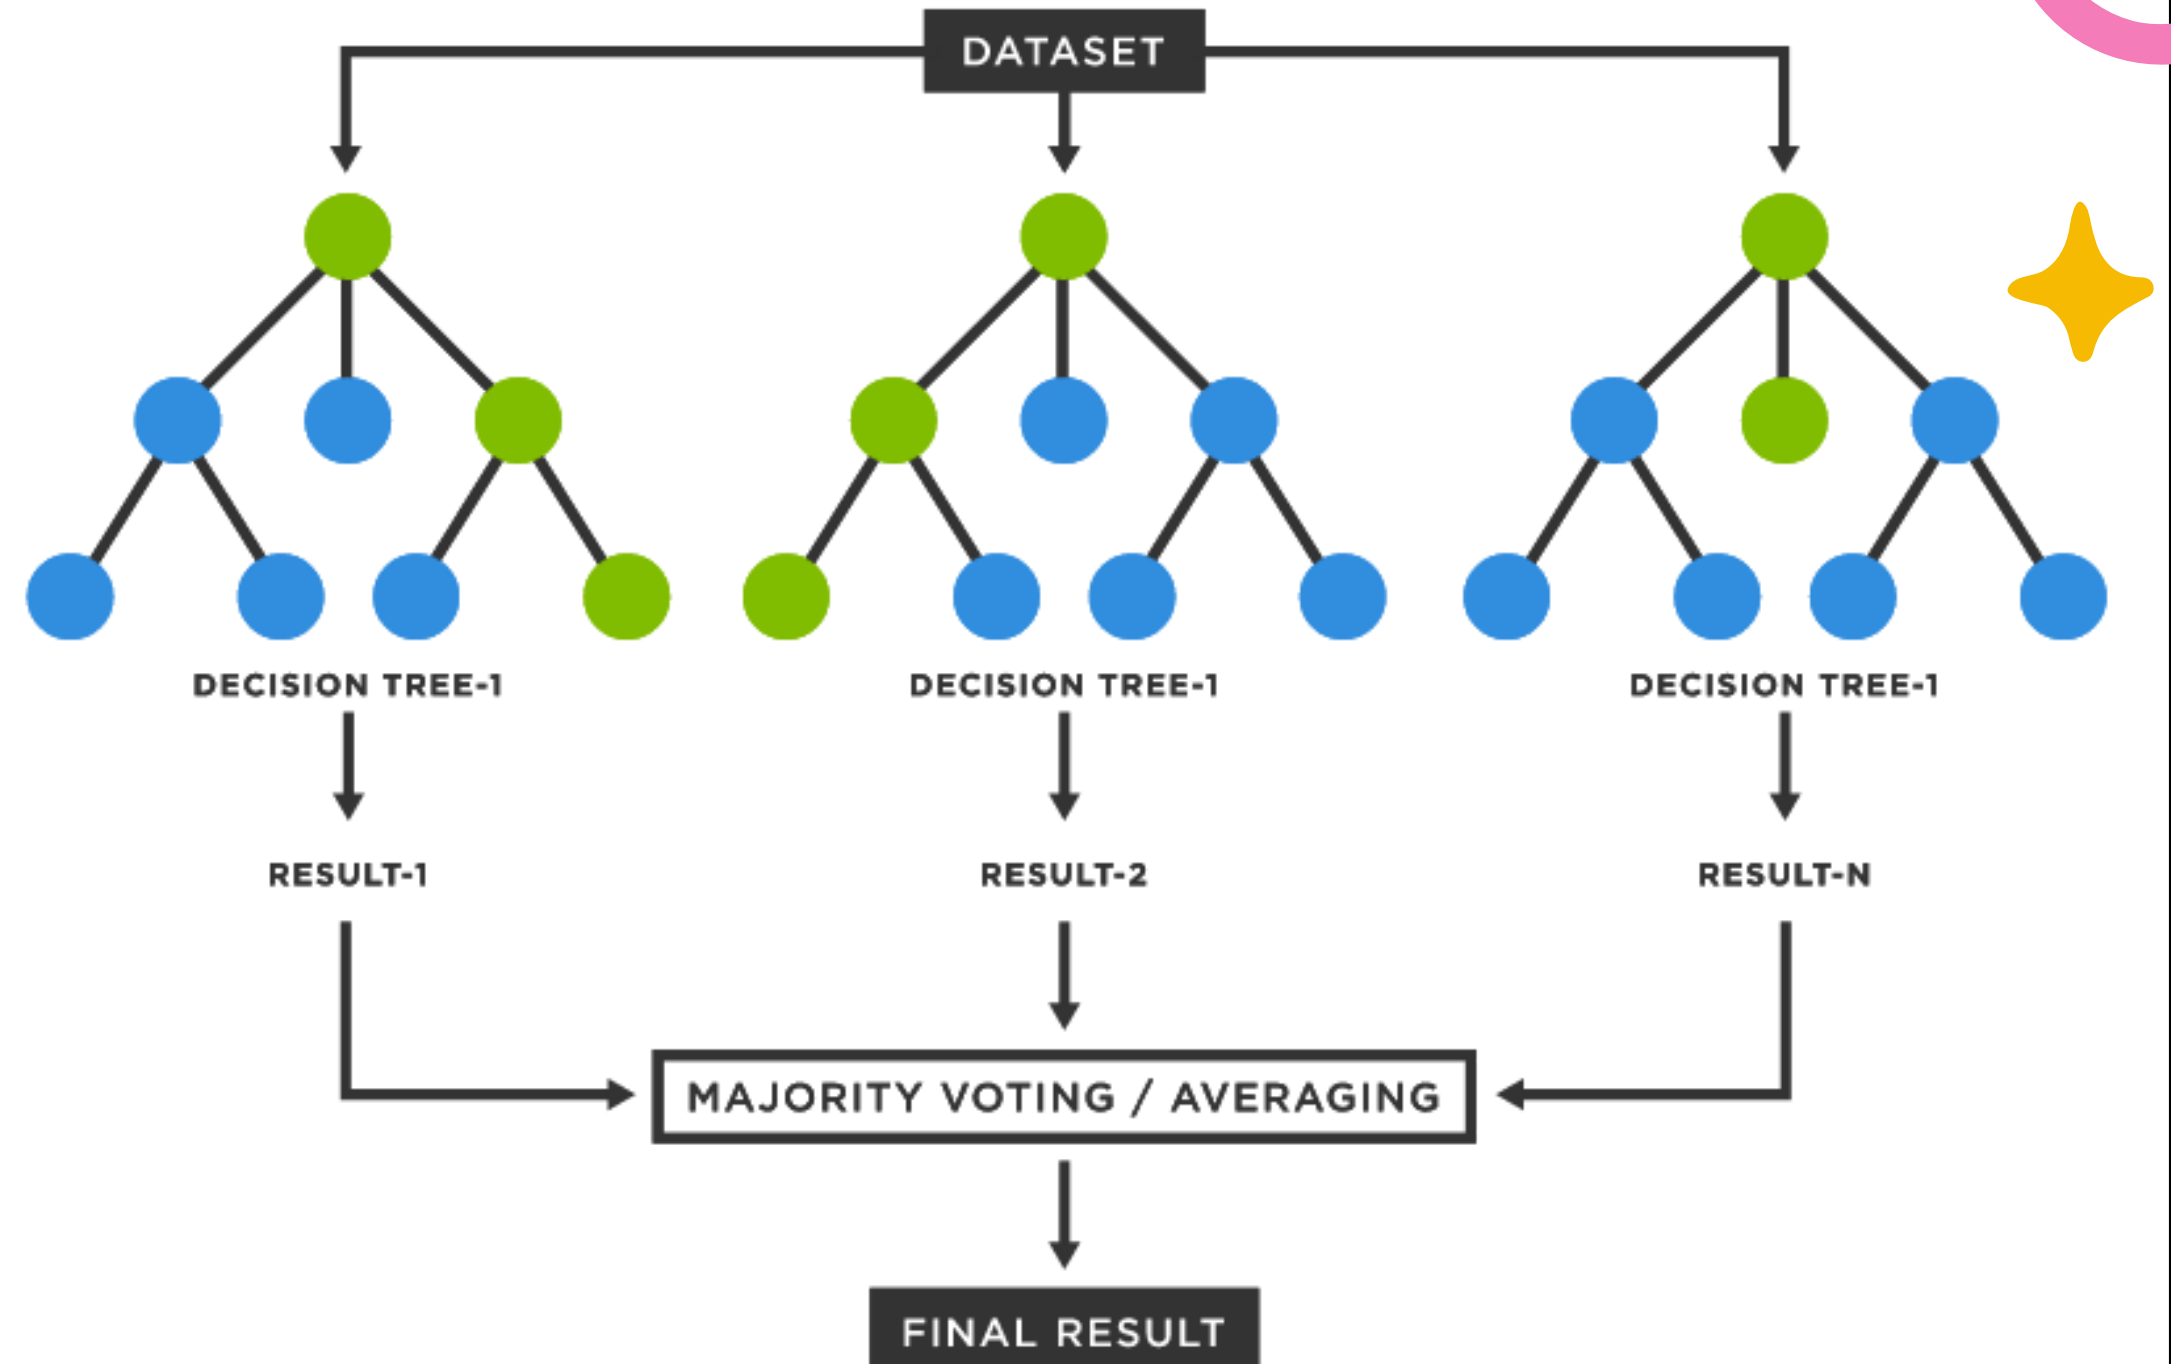 DATASET
DECISION TREE-1
DECISION TREE-1
DECISION TREE-1
RESULT-1
RESULT-2
RESULT-N
MAJORITY VOTING / AVERAGING
FINAL RESULT